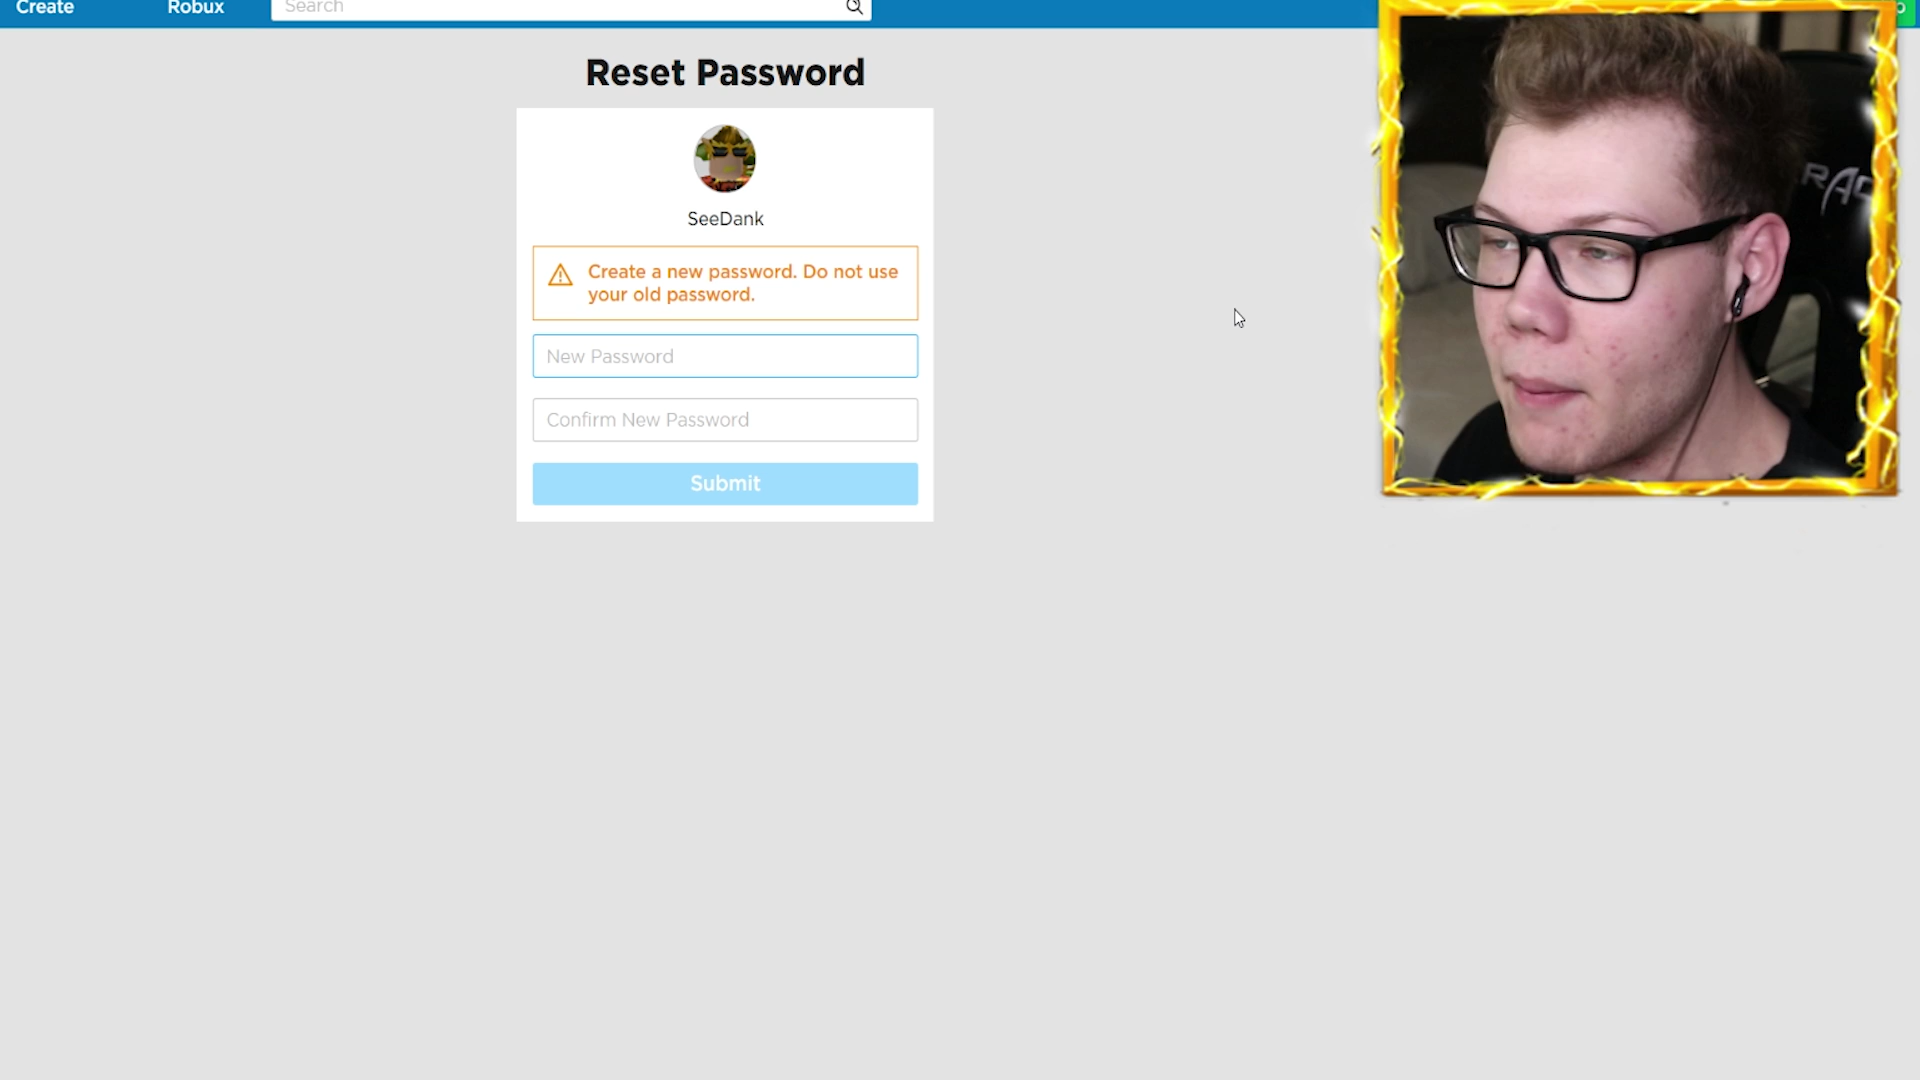 Create Robux Search
Reset Password
SeeDank
Create a new password. Do not use
your old password.
New Password
Confirm New Password
Submit